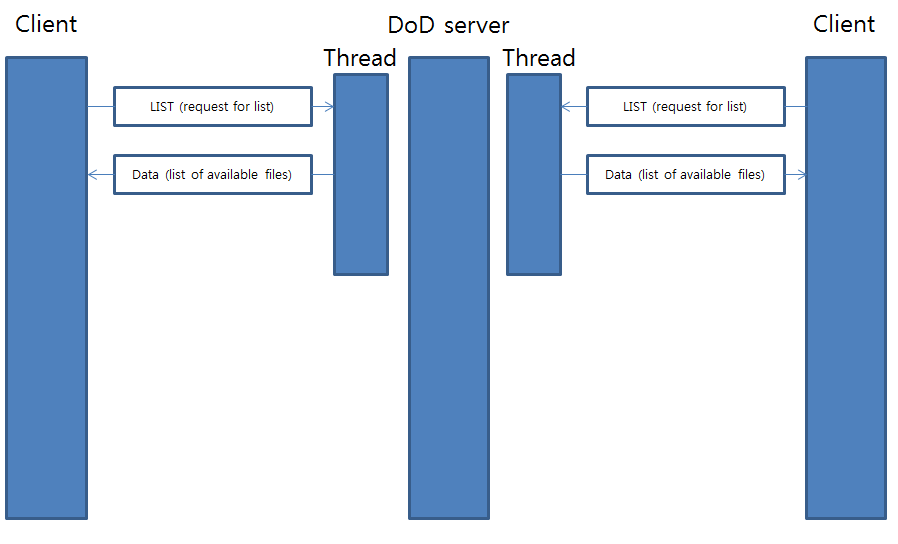 Client
DoD server
Client
Thread
Thread
LIST (request for list)
LIST (request for list)
Data (list of available files)
Data (list of available files)